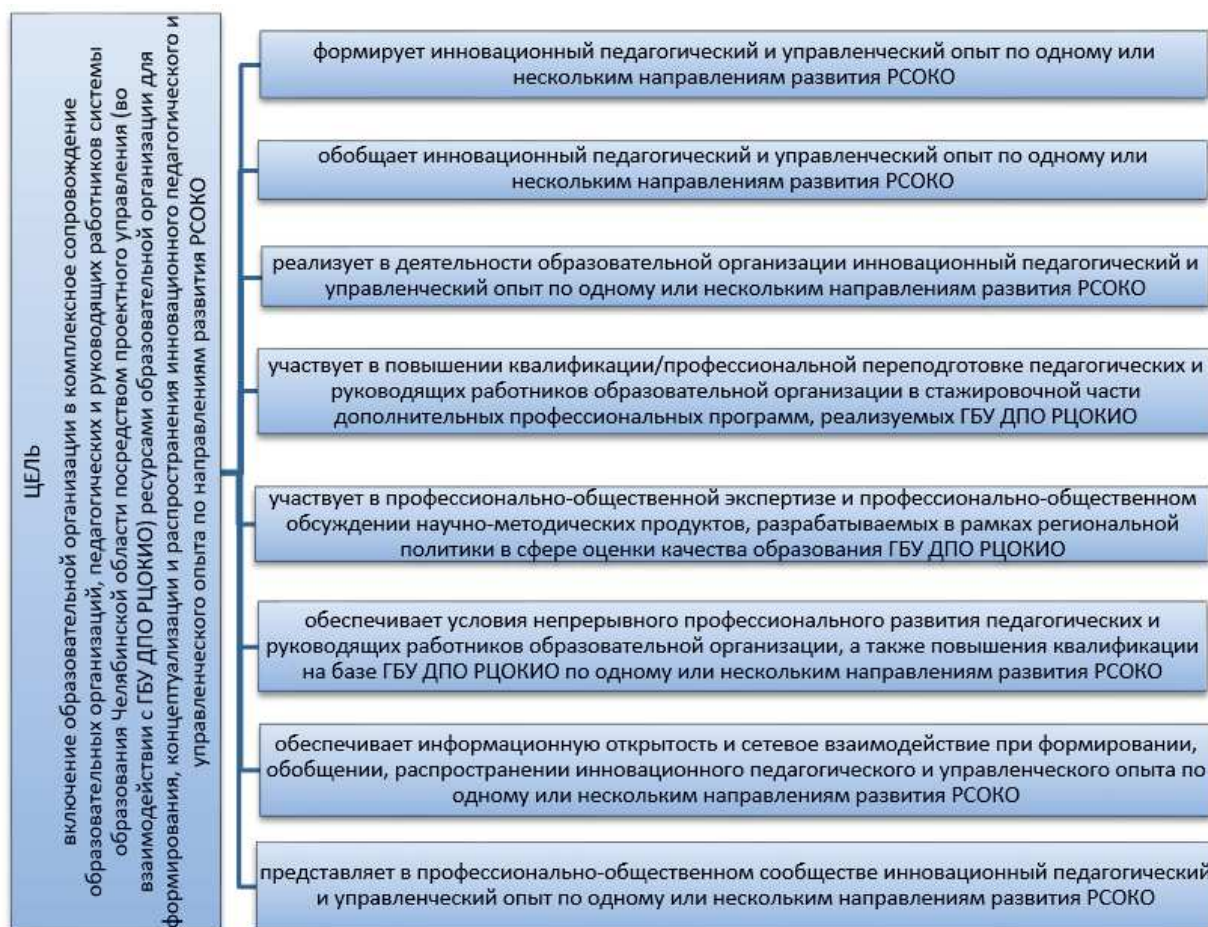 ЦЕЛЬ
включение образовательной организации в комплексное сопровождение
образовательных организаций, педагогических и руководящих работников системы
образования Челябинской области посредством проектного управления (во
взаимодействии с ГБУ ДПО РЦОКИО) ресурсами образовательной организации для
формирования, концептуализации и распространения инновационного педагогического и
управленческого опыта по направлениям развития РСОКО
формирует инновационный педагогический и управленческий опыт по одному или
нескольким направлениям развития РСОКО
обобщает инновационный педагогический и управленческий опыт по одному или
нескольким направлениям развития РСОКО
реализует в деятельности образовательной организации инновационный педагогический и
управленческий опыт по одному или нескольким направлениям развития РСОКО
участвует в повышении квалификации/профессиональной переподготовке педагогических и
руководящих работников образовательной организации в стажировочной части
дополнительных профессиональных программ, реализуемых ГБУ ДПО РЦОКИО
участвует в профессионально-общественной экспертизе и профессионально-общественном
обсуждении научно-методических продуктов, разрабатываемых в рамках региональной
политики в сфере оценки качества образования ГБУ ДПО РЦОКИО
обеспечивает условия непрерывного профессионального развития педагогических и
руководящих работников образовательной организации, а также повышения квалификации
на базе ГБУ ДПО РЦОКИО по одному или нескольким направлениям развития РСОКО
обеспечивает информационную открытость и сетевое взаимодействие при формировании,
обобщении, распространении инновационного педагогического и управленческого опыта по
одному или нескольким направлениям развития РСОКО
представляет в профессионально-общественном сообществе инновационный педагогический
и управленческий опыт по одному или нескольким направлениям развития РСОКО